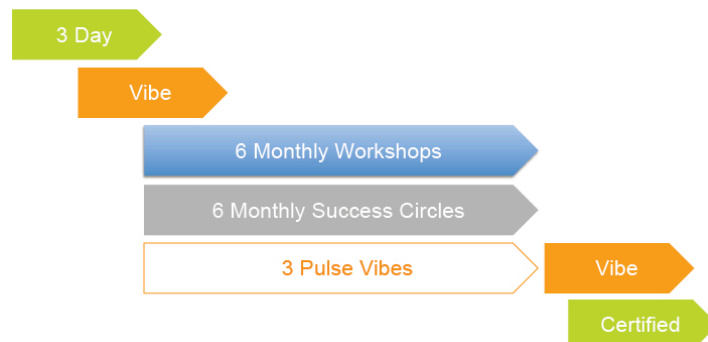 3 Day
Vibe
6 Monthly Workshops
6 Monthly Success Circles
3 Pulse Vibes
Vibe
Certified